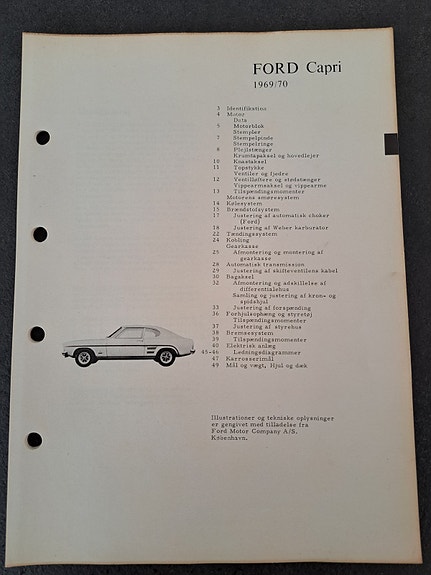 FORD Capri
1969/70
3 Identifikation
4 Motor
Data
5 Motorblok
Stempler
7 Stempelpinde
Stempelringe
8 Plejlstænger
Krumtapaksel og hovedlejer
10 Knastaksel
11 Topstykke
Ventiler og fjedre
12 Ventilløftere og stødstænger
Vippearmsaksel og vippearme
13 Tilspændingsmomenter
Motorens smøresystem
14 Kølesystem
15 Brændstofsystem
17 Justering af automatisk choker
(Ford)
18 Justering af Weber karburator
22 Tændingssystem
24 Kobling
Gearkasse
25 Afmontering og montering af
gearkasse
28 Automatisk transmission
29 Justering af skifteventilens kabel
30 Bagaksel
32 Afmontering og adskillelse af
differentialehus
Samling og justering af kron- og
spidshjul
33 Justering af forspænding
36 Forhjulsophæng og styretøj
Tilspændingsmomenter
37 Justering af styrehus
38 Bremsesystem
39 Tilspændingsmomenter
40 Elektrisk anlæg
45-46 Ledningsdiagrammer
47 Karrosserimål
49 Mål og vægt, Hjul og dæk
Illustrationer og tekniske oplysninger
er gengivet med tilladelse fra
Ford Motor Company A/S.
København.